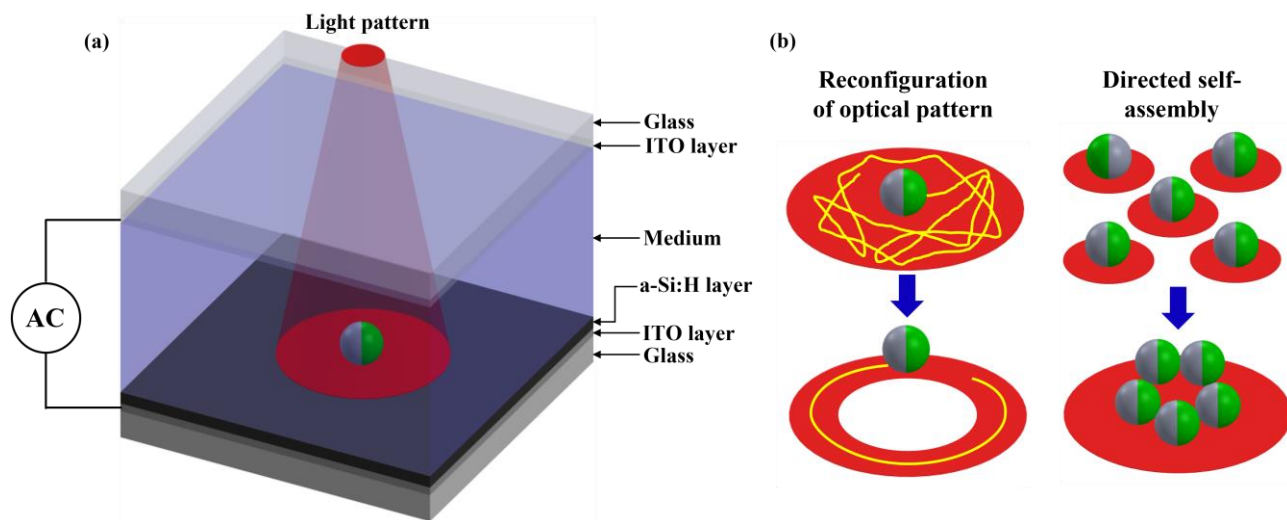 (a)
Light pattern
Glass
ITO layer
Medium
a-Si:H layer
ITO layer
Glass
AC
(b)
Reconfiguration
of optical pattern
Directed self-
assembly